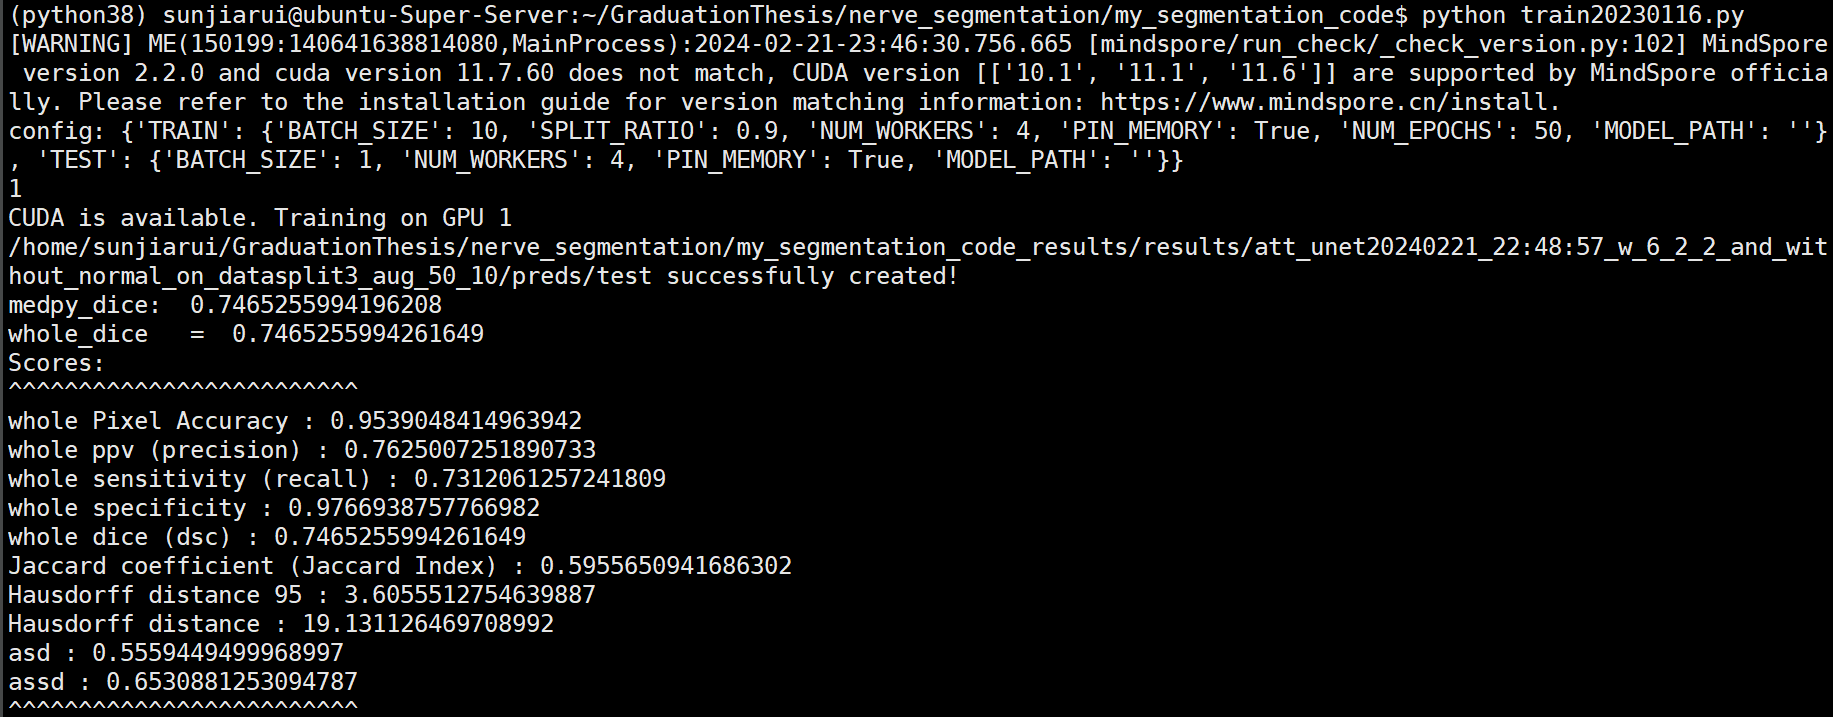 (python38) sunjiarui@ubuntu-Super-Server:~/GraduationThesis/nerve_segmentation/my_segmentation_code$ python train20230116.py
[WARNING] ME(150199:140641638814080,MainProcess):2024-02-21-23:46:30.756.665 [mindspore/run_check/_check_version.py:102] MindSpore
 version 2.2.0 and cuda version 11.7.60 does not match, CUDA version [['10.1', '11.1', '11.6']] are supported by MindSpore officia
lly. Please refer to the installation guide for version matching information: https://www.mindspore.cn/install.
config: {'TRAIN': {'BATCH_SIZE': 10, 'SPLIT_RATIO': 0.9, 'NUM_WORKERS': 4, 'PIN_MEMORY': True, 'NUM_EPOCHS': 50, 'MODEL_PATH': ''}
, 'TEST': {'BATCH_SIZE': 1, 'NUM_WORKERS': 4, 'PIN_MEMORY': True, 'MODEL_PATH': ''}}
1
CUDA is available. Training on GPU 1
/home/sunjiarui/GraduationThesis/nerve_segmentation/my_segmentation_code_results/results/att_unet20240221_22:48:57_w_6_2_2_and_wit
hout_normal_on_datasplit3_aug_50_10/preds/test successfully created!
medpy_dice:  0.7465255994196208
whole_dice   =  0.7465255994261649
Scores:
^^^^^^^^^^^^^^^^^^^^^^^^^
whole Pixel Accuracy : 0.9539048414963942
whole ppv (precision) : 0.7625007251890733
whole sensitivity (recall) : 0.7312061257241809
whole specificity : 0.9766938757766982
whole dice (dsc) : 0.7465255994261649
Jaccard coefficient (Jaccard Index) : 0.5955650941686302
Hausdorff distance 95 : 3.6055512754639887
Hausdorff distance : 19.131126469708992
asd : 0.5559449499968997
assd : 0.6530881253094787
^^^^^^^^^^^^^^^^^^^^^^^^^